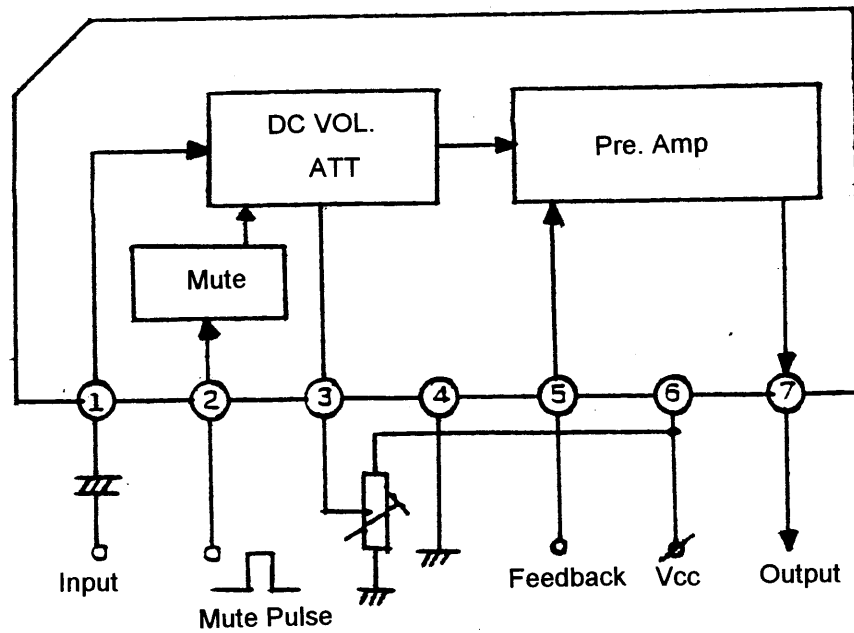 DC VOL.
ATT
Pre. Amp
Mute
1
2
3
4
5
6
7
Input
Mute Pulse
Feedback
Vcc
Output